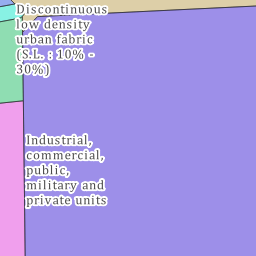 Discontinuous
low density
urban fabric
(S.L. : 10% -
30%)
Industrial,
commercial,
public,
military and
private units